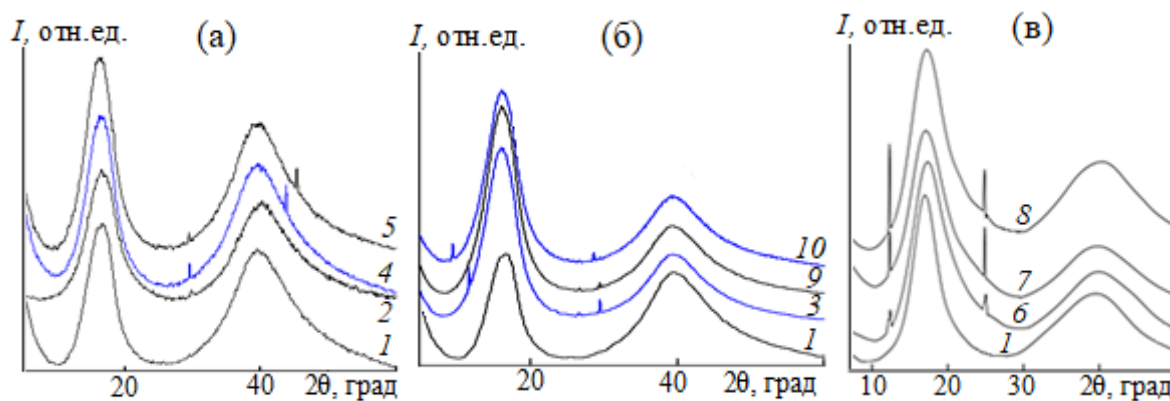 I, отн.ед. (а)
5
4
2
1
20 40 2θ, град
I, отн.ед. (б)
10
9
3
1
20 40 2θ, град
I, отн.ед. (в)
8
7
6
1
10 20 30 2θ, град